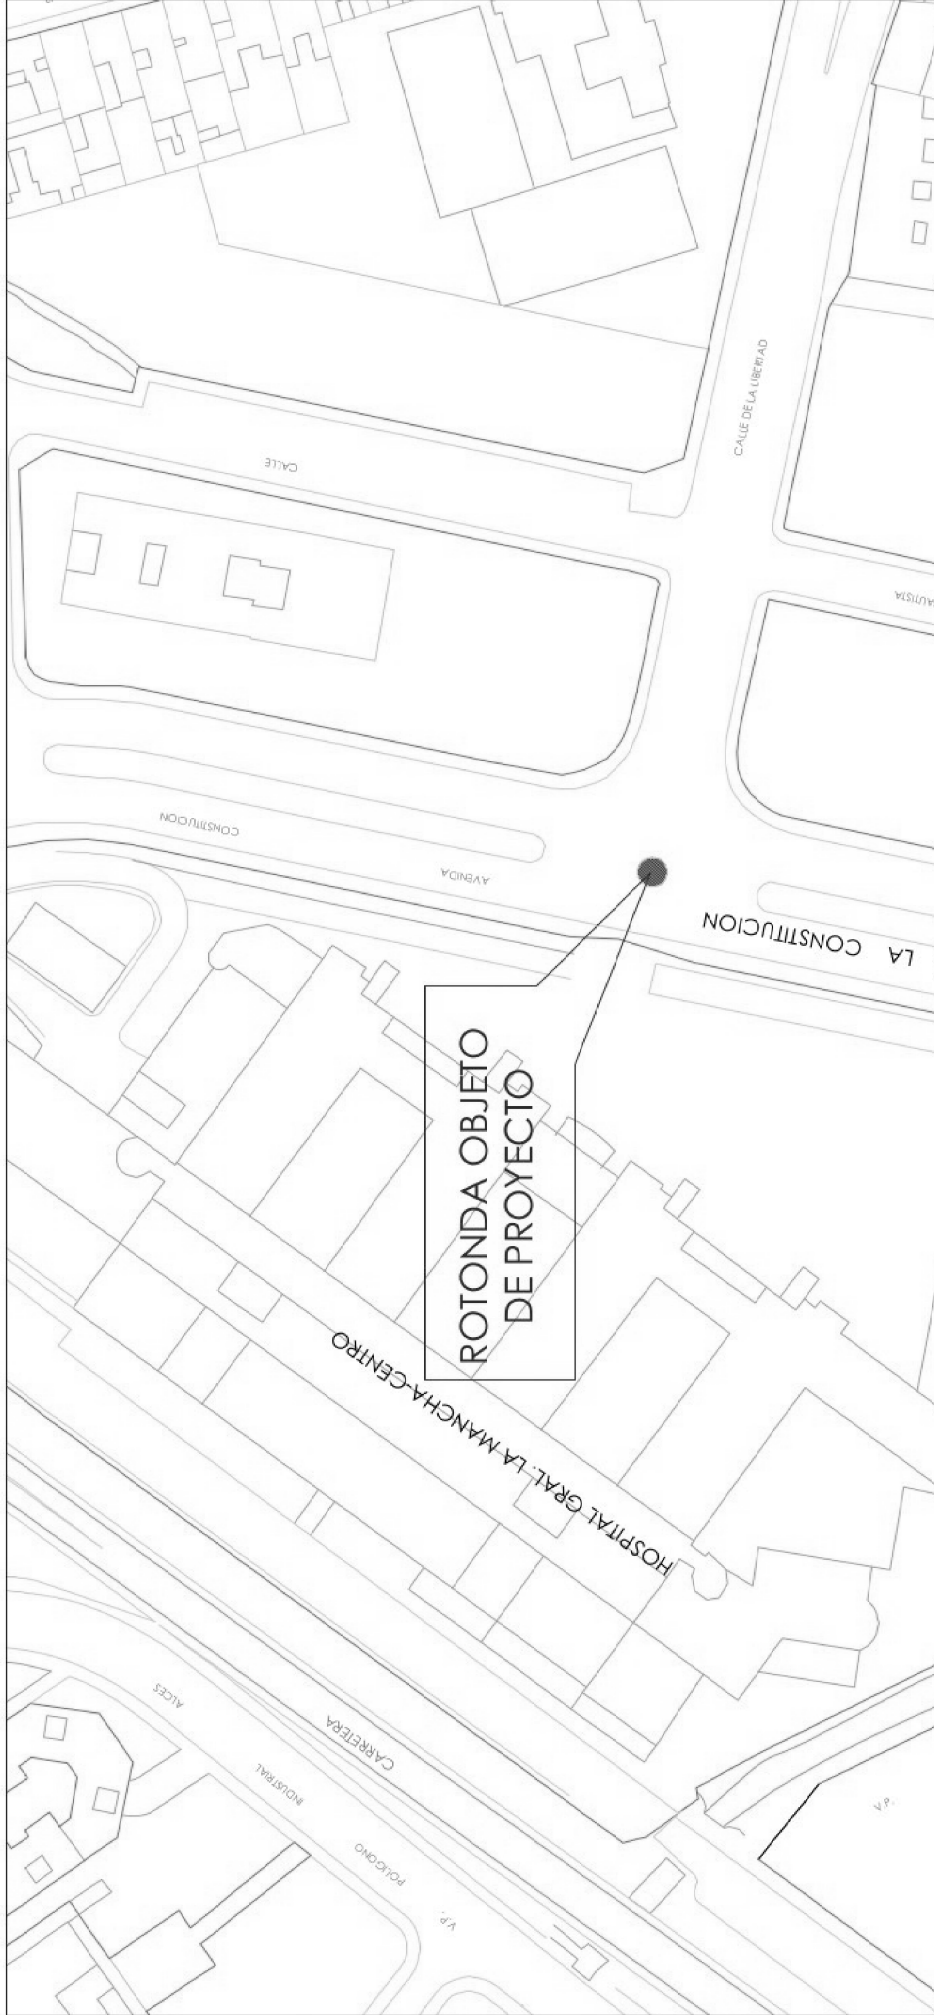 CALLE DE LA LIBERTAD
CALLE
AUTISTA
CONSTITUCION
AVENIDA
LA CONSTITUCION
ROTONDA OBJETO
DE PROYECTO
HOSPITAL GRAL. LA MANCHA-CENTRO
CARRETERA
ALCES
INDUSTRIAL
POLIGONO
V.P.
V.P.